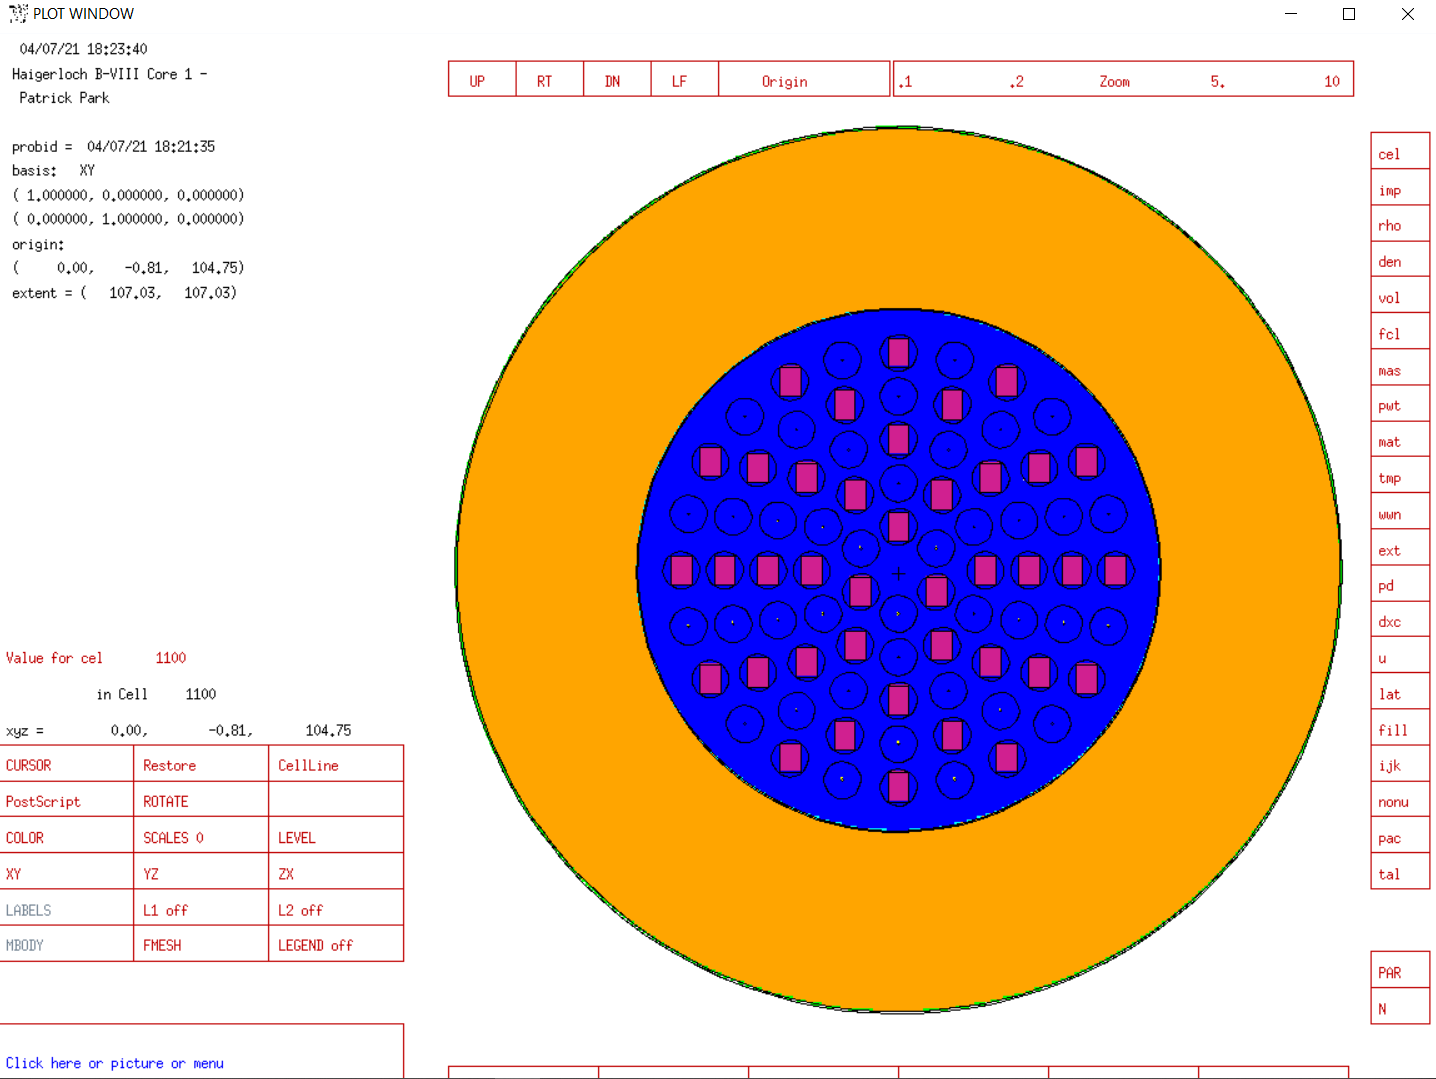 PLOT WINDOW
04/07/21 18:23:40
Haigerloch B-VIII Core 1 -
Patrick Park
probid = 04/07/21 18:21:35
basis: XY
( 1.000000, 0.000000, 0.000000)
( 0.000000, 1.000000, 0.000000)
origin:
( 0.00, -0.81, 104.75)
extent = ( 107.03, 107.03)
UP RT DN LF Origin .1 .2 Zoom 5. 10
cel
imp
rho
den
vol
fcl
mas
pwt
mat
tmp
wwn
ext
pd
dxc
u
lat
fill
ijk
nonu
pac
tal
PAR
N
Value for cel 1100
in Cell 1100
xyz = 0.00, -0.81, 104.75
CURSOR Restore CellLine
PostScript ROTATE
COLOR SCALES 0 LEVEL
XY YZ ZX
LABELS L1 off L2 off
MBODY FMESH LEGEND off
Click here or picture or menu